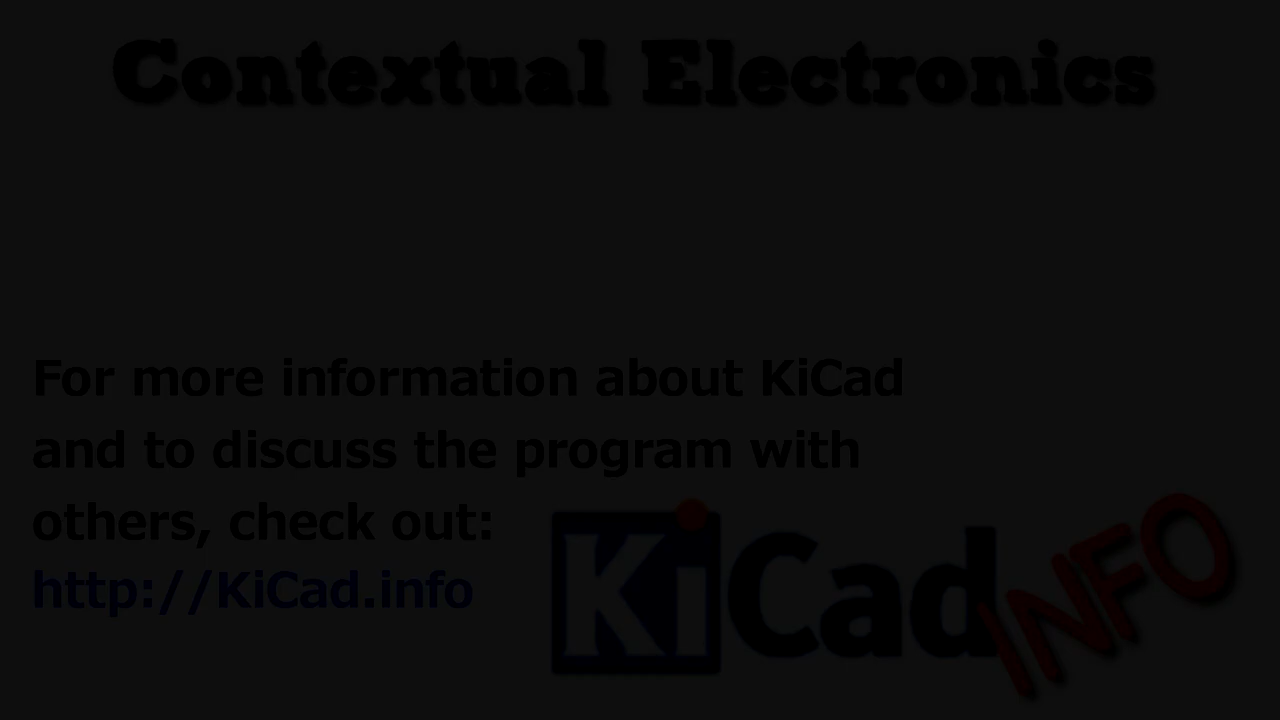 Contextual Electronics
For more information about KiCad
and to discuss the program with
others, check out:
http://KiCad.info
KiCad INFO